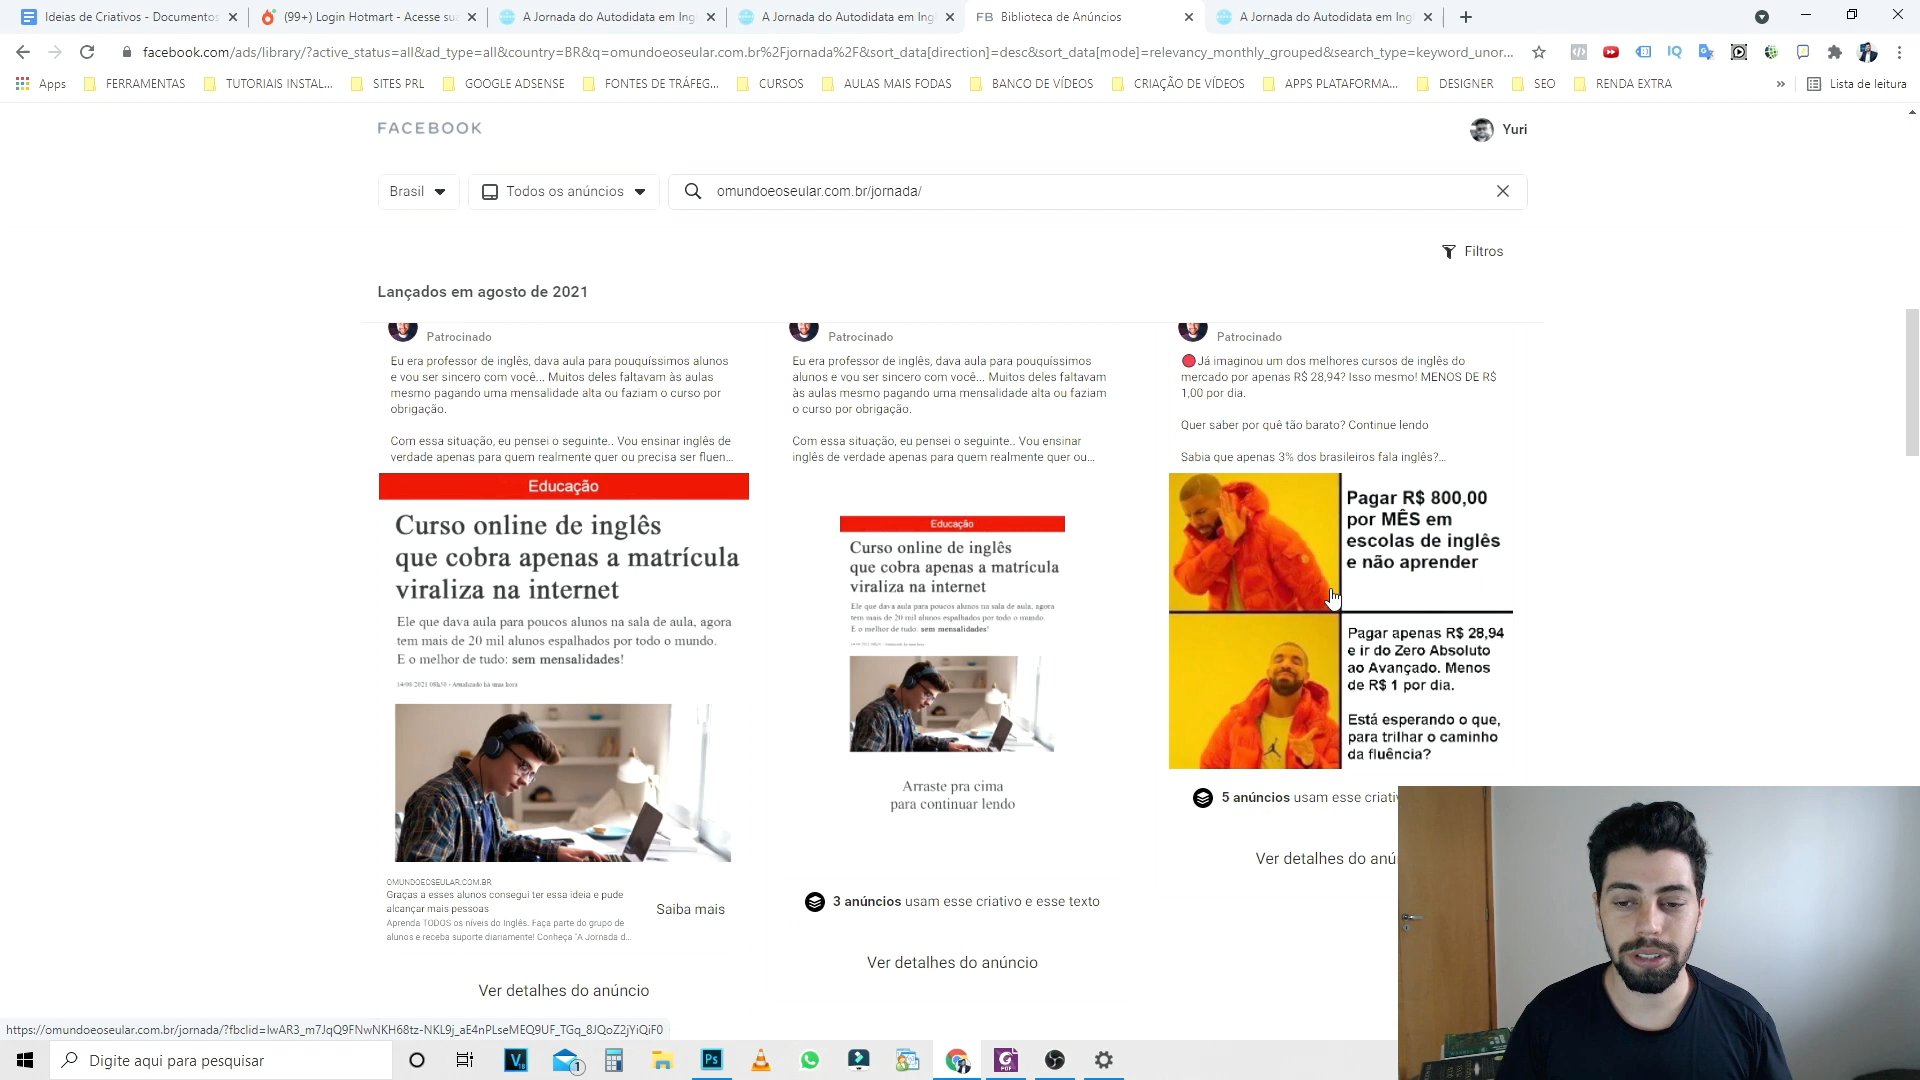 Ideias de Criativos - Documentos
(99+) Login Hotmart - Acesse sua
A Jornada do Autodidata em Ing
A Jornada do Autodidata em Ing
FB Biblioteca de Anúncios
A Jornada do Autodidata em Ing
facebook.com/ads/library/?active_status=all&ad_type=all&country=BR&q=omundoeoseular.com.br%2Fjornada%2F&sort_data[direction]=desc&sort_data[mode]=relevancy_monthly_grouped&search_type=keyword_unor...
Apps
FERRAMENTAS
TUTORIAIS INSTAL...
SITES PRL
GOOGLE ADSENSE
FONTES DE TRÁFEG...
CURSOS
AULAS MAIS FODAS
BANCO DE VÍDEOS
CRIAÇÃO DE VÍDEOS
APPS PLATAFORMA...
DESIGNER
SEO
RENDA EXTRA
»
Lista de leitura
FACEBOOK
Yuri
Brasil
Todos os anúncios
omundoeoseular.com.br/jornada/
Filtros
Lançados em agosto de 2021
Patrocinado
Eu era professor de inglês, dava aula para pouquíssimos alunos
e vou ser sincero com você... Muitos deles faltavam às aulas
mesmo pagando uma mensalidade alta ou faziam o curso por
obrigação.
Com essa situação, eu pensei o seguinte.. Vou ensinar inglês de
verdade apenas para quem realmente quer ou precisa ser fluen...
Educação
Curso online de inglês
que cobra apenas a matrícula
viraliza na internet
Ele que dava aula para poucos alunos na sala de aula, agora
tem mais de 20 mil alunos espalhados por todo o mundo.
E o melhor de tudo: sem mensalidades!
14/06/2021 08h30 - Atualizado há uma hora
OMUNDOEOSEULAR.COM.BR
Graças a esses alunos consegui ter essa ideia e pude
alcançar mais pessoas
Aprenda TODOS os níveis do Inglês. Faça parte do grupo de
alunos e receba suporte diariamente! Conheça "A Jornada d...
Saiba mais
Ver detalhes do anúncio
Patrocinado
Eu era professor de inglês, dava aula para pouquíssimos
alunos e vou ser sincero com você... Muitos deles faltavam
às aulas mesmo pagando uma mensalidade alta ou faziam
o curso por obrigação.
Com essa situação, eu pensei o seguinte.. Vou ensinar
inglês de verdade apenas para quem realmente quer ou...
Educação
Curso online de inglês
que cobra apenas a matrícula
viraliza na internet
Ele que dava aula para poucos alunos na sala de aula, agora
tem mais de 20 mil alunos espalhados por todo o mundo.
E o melhor de tudo: sem mensalidades!
14/06/2021 08h30 - Atualizado há uma hora
Arraste pra cima
para continuar lendo
3 anúncios usam esse criativo e esse texto
Ver detalhes do anúncio
Patrocinado
Já imaginou um dos melhores cursos de inglês do
mercado por apenas R$ 28,94? Isso mesmo! MENOS DE R$
1,00 por dia.
Quer saber por quê tão barato? Continue lendo
Sabia que apenas 3% dos brasileiros fala inglês?...
Pagar R$ 800,00
por MÊS em
escolas de inglês
e não aprender
Pagar apenas R$ 28,94
e ir do Zero Absoluto
ao Avançado. Menos
de R$ 1 por dia.
Está esperando o que,
para trilhar o caminho
da fluência?
5 anúncios usam esse criativ
Ver detalhes do anú
https://omundoeoseular.com.br/jornada/?fbclid=IwAR3_m7JqQ9FNwNKH68tz-NKL9j_aE4nPLseMEQ9UF_TGq_8JQoZ2jYiQiF0
Digite aqui para pesquisar